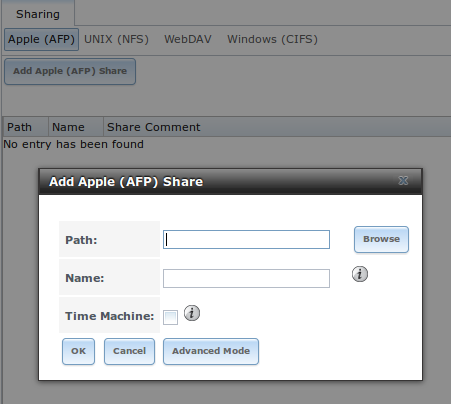 Sharing
Apple (AFP) UNIX (NFS) WebDAV Windows (CIFS)
Add Apple (AFP) Share
Path Name Share Comment
No entry has been found
Add Apple (AFP) Share
Path:
Browse
Name:
Time Machine:
OK Cancel Advanced Mode